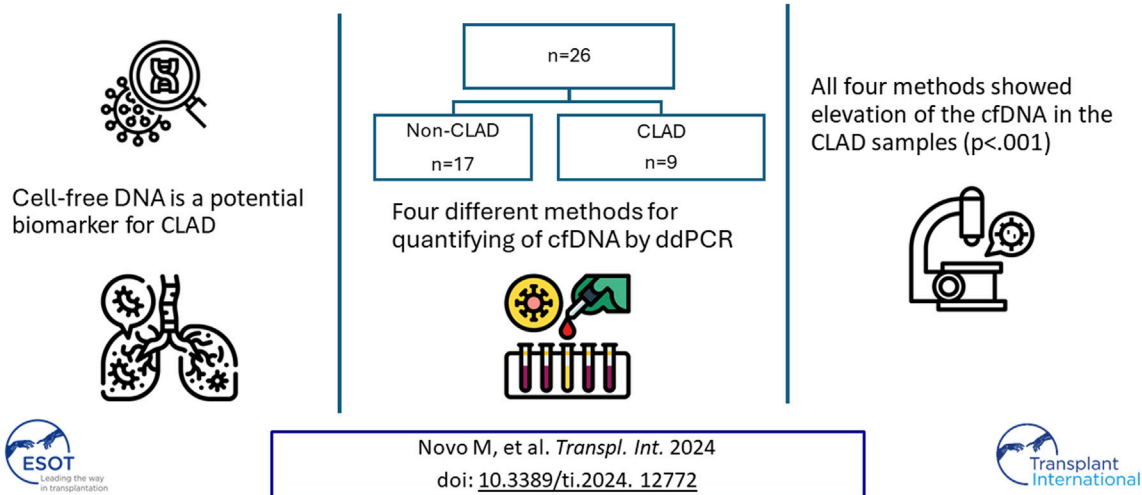 Cell-free DNA is a potential
biomarker for CLAD
n=26
Non-CLAD
n=17
CLAD
n=9
Four different methods for
quantifying of cfDNA by ddPCR
All four methods showed
elevation of the cfDNA in the
CLAD samples (p<.001)
ESOT
Leading the way
in transplantation
Novo M, et al. Transpl. Int. 2024
doi: 10.3389/ti.2024. 12772
Transplant
International